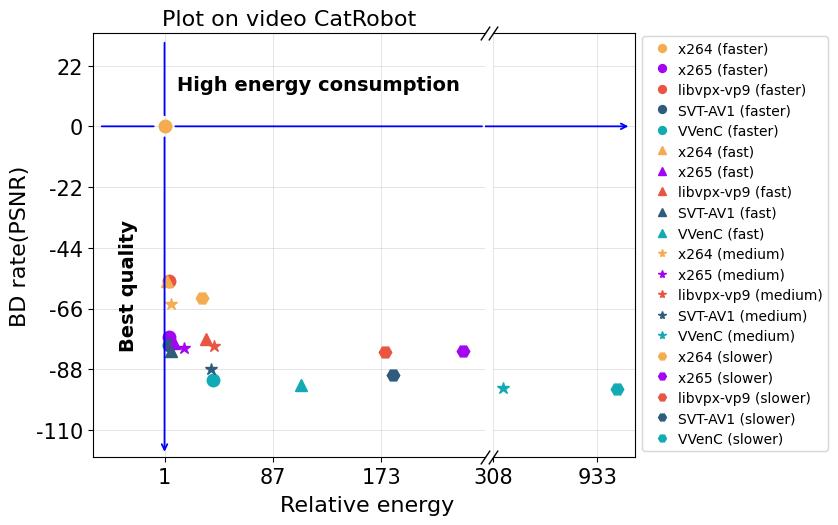 Plot on video CatRobot
High energy consumption
Best quality
BD rate(PSNR)
22
0
-22
-44
-66
-88
-110
1
87
173
308
933
Relative energy
x264 (faster)
x265 (faster)
libvpx-vp9 (faster)
SVT-AV1 (faster)
VVenC (faster)
x264 (fast)
x265 (fast)
libvpx-vp9 (fast)
SVT-AV1 (fast)
VVenC (fast)
x264 (medium)
x265 (medium)
libvpx-vp9 (medium)
SVT-AV1 (medium)
VVenC (medium)
x264 (slower)
x265 (slower)
libvpx-vp9 (slower)
SVT-AV1 (slower)
VVenC (slower)